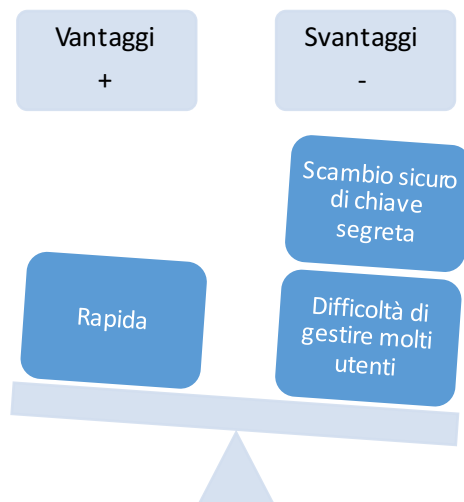 Vantaggi
+
Svantaggi
-
Scambio sicuro
di chiave
segreta
Rapida
Difficoltà di
gestire molti
utenti